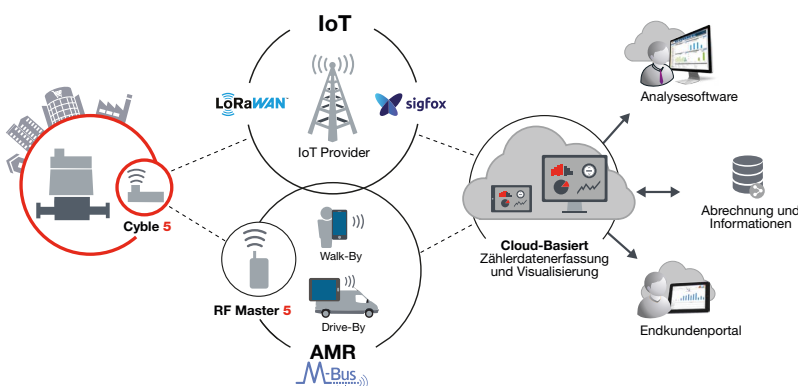 IoT
LoRaWAN
sigfox
IoT Provider
Cyble 5
Walk-By
RF Master 5
Drive-By
AMR
M-Bus
Cloud-Basiert
Zählerdatenerfassung
und Visualisierung
Analysesoftware
Abrechnung und
Informationen
Endkundenportal